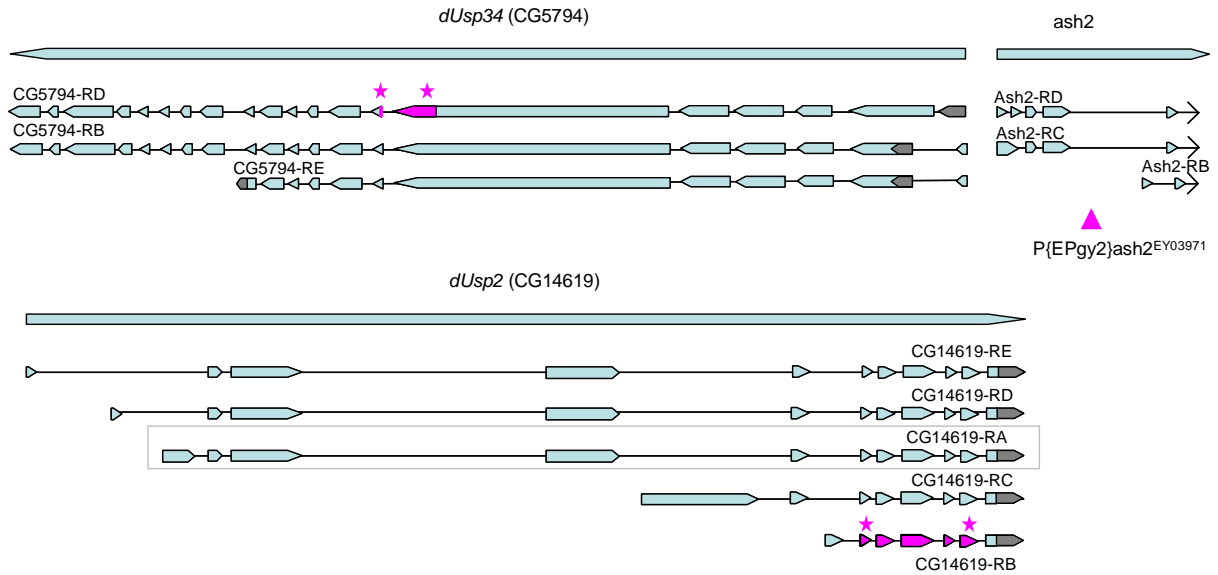 dUsp34 (CG5794)
ash2
CG5794-RD
Ash2-RD
CG5794-RB
Ash2-RC
CG5794-RE
Ash2-RB
P{EPgy2}ash2EY03971
dUsp2 (CG14619)
CG14619-RE
CG14619-RD
CG14619-RA
CG14619-RC
CG14619-RB